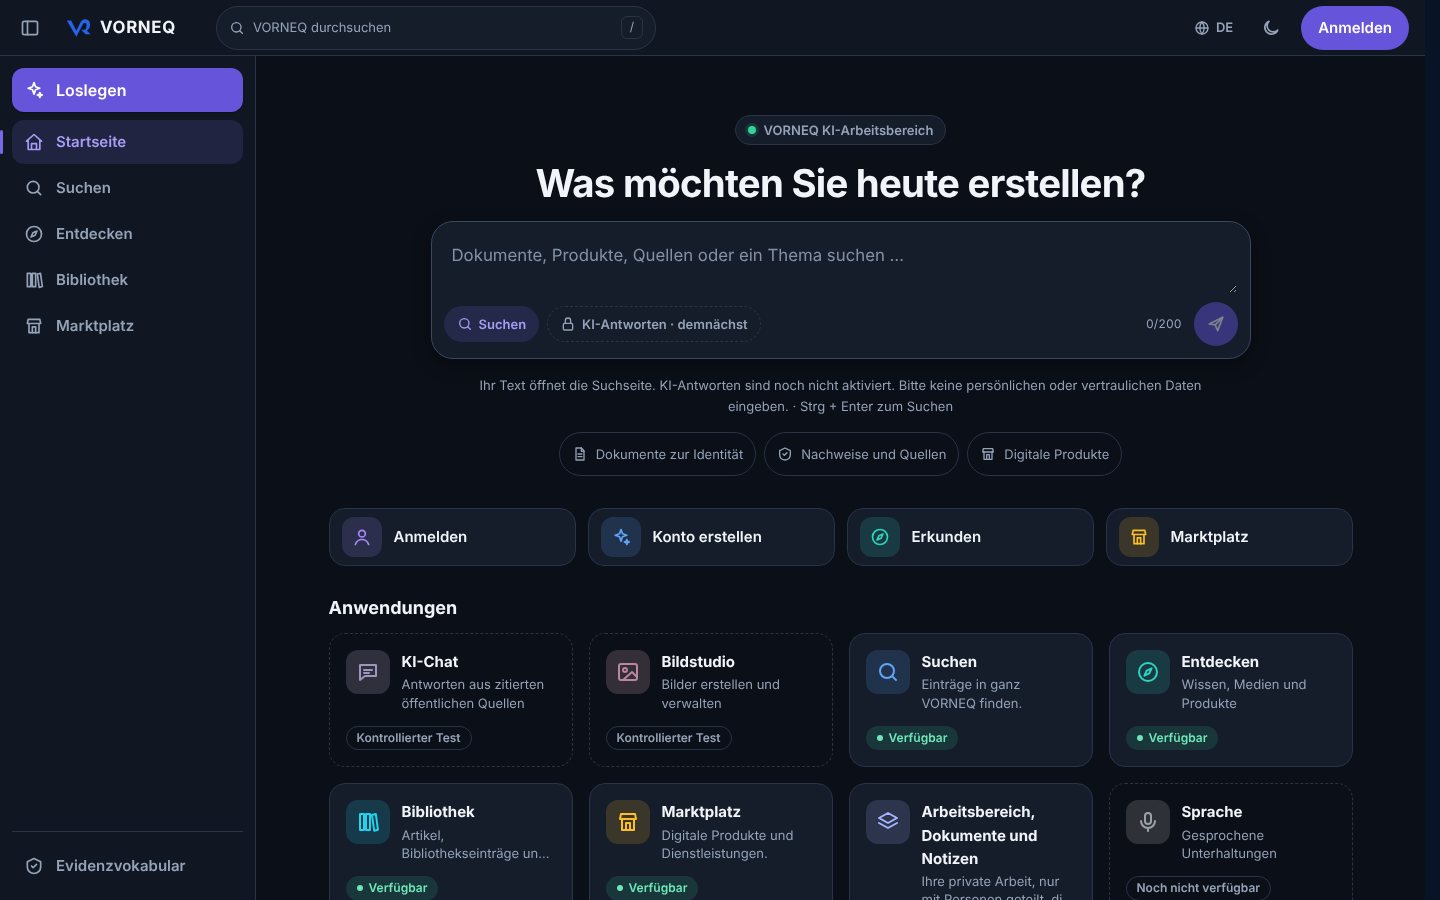 VORNEQ
VORNEQ durchsuchen
/
DE
Anmelden
Loslegen
Startseite
Suchen
Entdecken
Bibliothek
Marktplatz
Evidenzvokabular
VORNEQ KI-Arbeitsbereich
Was möchten Sie heute erstellen?
Dokumente, Produkte, Quellen oder ein Thema suchen ...
Suchen
KI-Antworten · demnächst
0/200
Ihr Text öffnet die Suchseite. KI-Antworten sind noch nicht aktiviert. Bitte keine persönlichen oder vertraulichen Daten
eingeben. · Strg + Enter zum Suchen
Dokumente zur Identität
Nachweise und Quellen
Digitale Produkte
Anmelden
Konto erstellen
Erkunden
Marktplatz
Anwendungen
KI-Chat
Antworten aus zitierten
öffentlichen Quellen
Kontrollierter Test
Bildstudio
Bilder erstellen und
verwalten
Kontrollierter Test
Suchen
Einträge in ganz
VORNEQ finden.
Verfügbar
Entdecken
Wissen, Medien und
Produkte
Verfügbar
Bibliothek
Artikel,
Bibliothekseinträge un...
Verfügbar
Marktplatz
Digitale Produkte und
Dienstleistungen.
Verfügbar
Arbeitsbereich,
Dokumente und
Notizen
Ihre private Arbeit, nur
mit Personen geteilt, di
Sprache
Gesprochene
Unterhaltungen
Noch nicht verfügbar